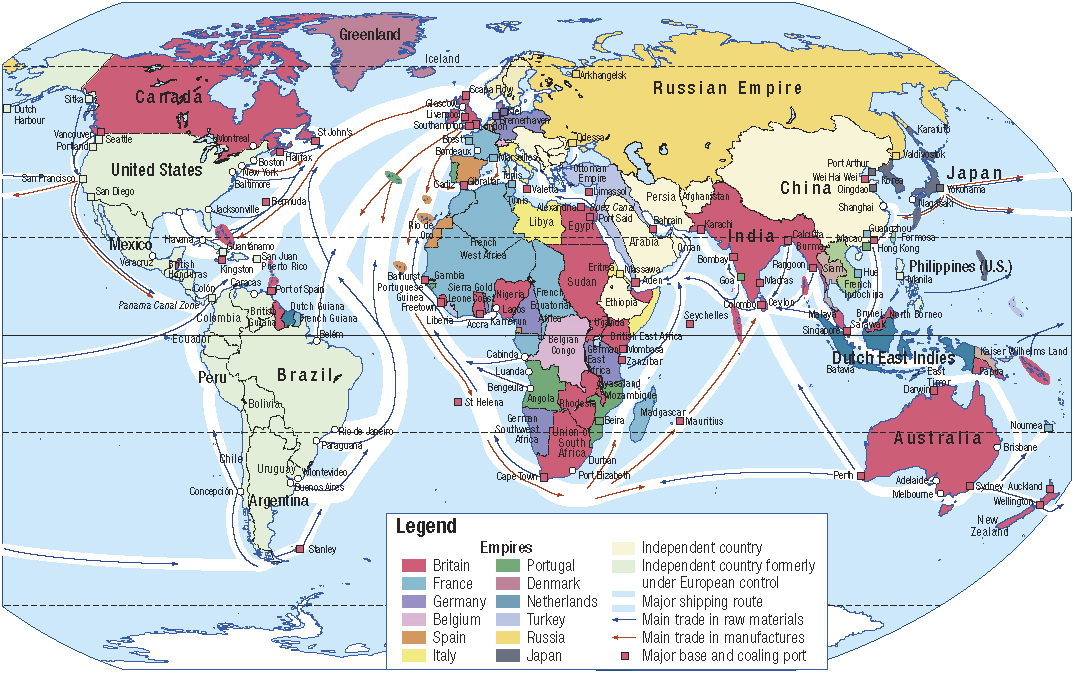 Greenland
Iceland
Arkhangelsk
Scapa Flow
Russian Empire
Sitka
Canada
Dutch
Harbour
Glasgow
Liverpool
Southampton
London
Kiel
Bremerhaven
Karafuto
Vancouver
Seattle
Portland
Montreal
St John's
Brest
Bordeaux
Odessa
Vladivostok
Halifax
Boston
New York
Baltimore
United States
Marseilles
Port Arthur
Wei Hai Wei
Qingdao
Korea
Japan
Yokohama
Nagasaki
San Francisco
San Diego
Cadiz
Gibraltar
Tunis
Tunis
Valetta
Ottoman
Empire
Limassol
Persia
Afghanistan
China
Shanghai
Bermuda
Jacksonville
Alexandria
Suez Canal
Port Said
Rio de
Oro
Libya
Egypt
Bahrain
Karachi
India
Calcutta
Burma
Guangzhou
Macao
Formosa
Hong Kong
Mexico
Havana
Guantánamo
Veracruz
British
Honduras
Kingston
San Juan
Puerto Rico
French
West Africa
Arabia
Oman
Bombay
Rangoon
Hué
Philippines (U.S.)
Manila
Colón
Caracas
Port of Spain
Bathurst
Gambia
Portuguese
Guinea
Freetown
Sierra
Leone
Gold
Coast
Nigeria
Sudan
Eritrea
Massawa
Aden
Goa
Madras
Siam
French
Indochina
Panama Canal Zone
Dutch Guiana
French Guiana
British
Guiana
Colombia
Liberia
Accra
Lagos
Kamerun
French
Equatorial
Africa
Ethiopia
Colombo
Ceylon
Seychelles
Malaya
Singapore
Brunei
North Borneo
Sarawak
Ecuador
Belém
Uganda
British East Africa
Belgian
Congo
Mombasa
Zanzibar
German
East
Africa
Cabinda
Luanda
Benguela
Dutch East Indies
Batavia
Kaiser Wilhelms Land
Papua
East
Timor
Darwin
Peru
Brazil
St Helena
Angola
Nyasaland
Mozambique
Rhodesia
Beira
Madagascar
Mauritius
Bolivia
Rio de Janeiro
Paraguana
German
Southwest
Africa
Union of
South
Africa
Australia
Noumea
Brisbane
Chile
Uruguay
Montevideo
Buenos Aires
Concepción
Argentina
Cape Town
Durban
Port Elizabeth
Perth
Adelaide
Melbourne
Sydney
Auckland
Wellington
New
Zealand
Stanley
Legend
Empires
Britain
France
Germany
Belgium
Spain
Italy
Portugal
Denmark
Netherlands
Turkey
Russia
Japan
Independent country
Independent country formerly
under European control
Major shipping route
Main trade in raw materials
Main trade in manufactures
Major base and coaling port